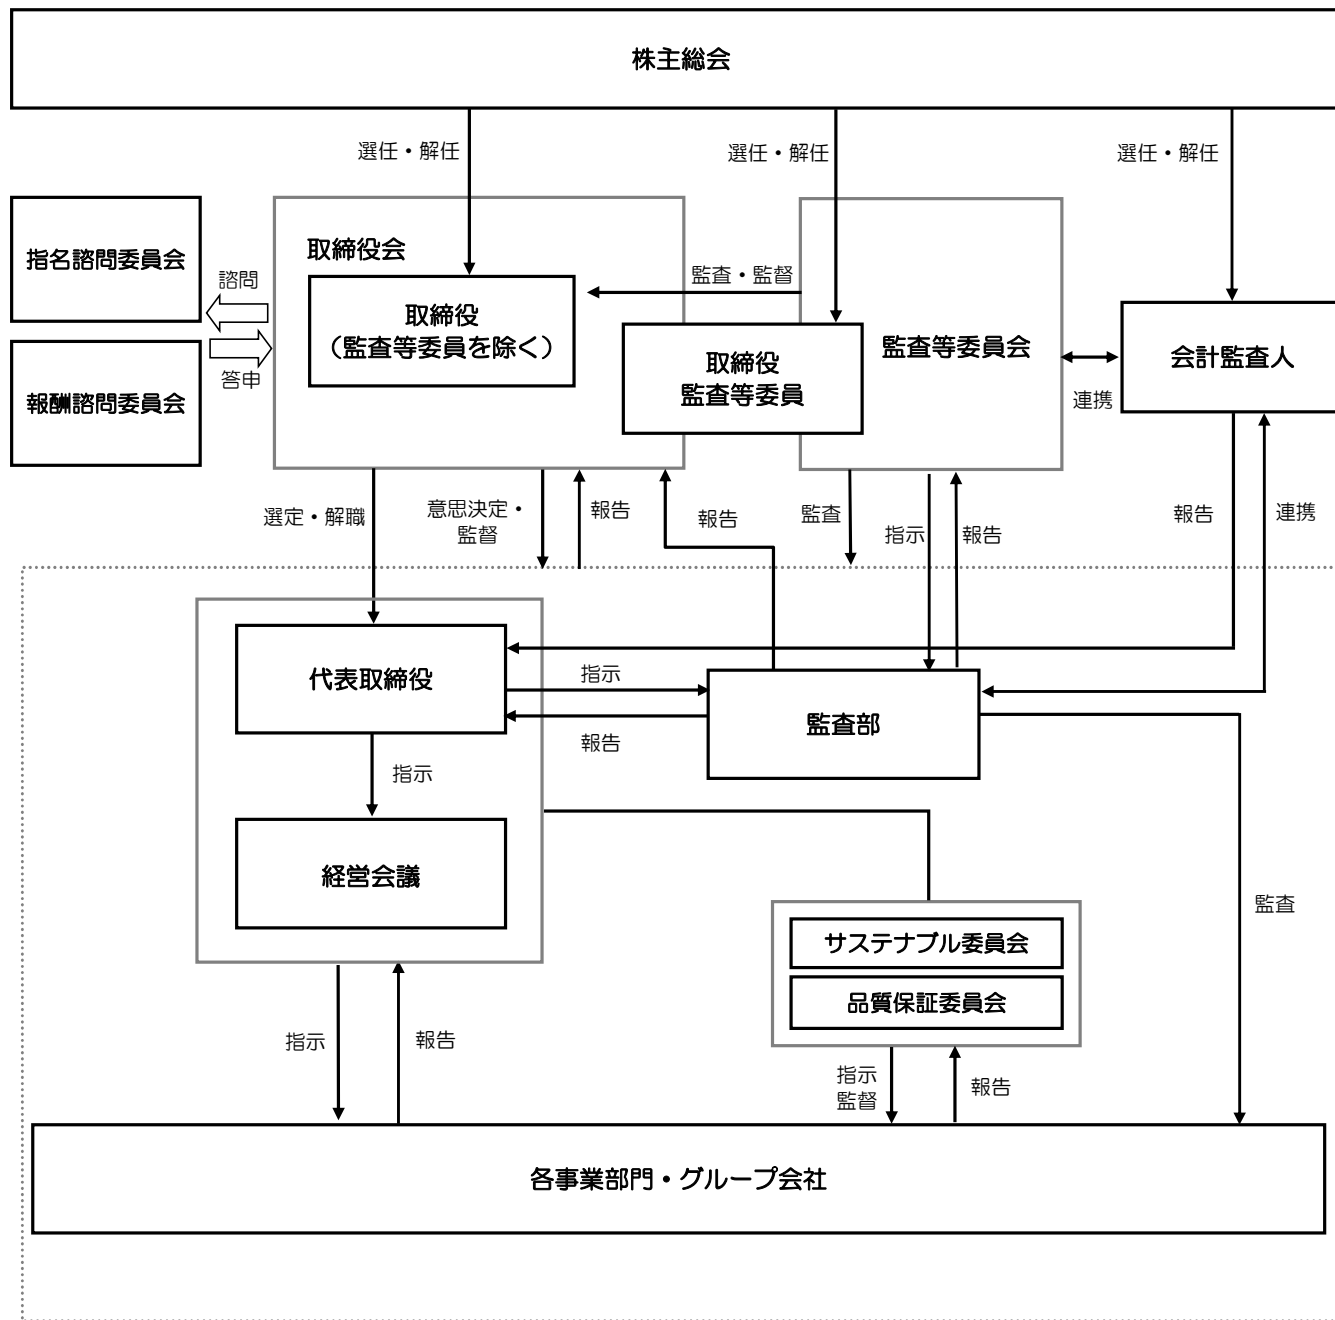 株主総会
選任・解任
選任・解任
選任・解任
指名諮問委員会
諮問
答申
報酬諮問委員会
取締役会
取締役
(監査等委員を除く)
監査・監督
取締役
監査等委員
監査等委員会
連携
会計監査人
選定・解職
意思決定・
監督
報告
報告
監査
指示
報告
報告
連携
代表取締役
指示
報告
監査部
指示
経営会議
サステナブル委員会
品質保証委員会
監査
指示
報告
指示
監督
報告
各事業部門・グループ会社